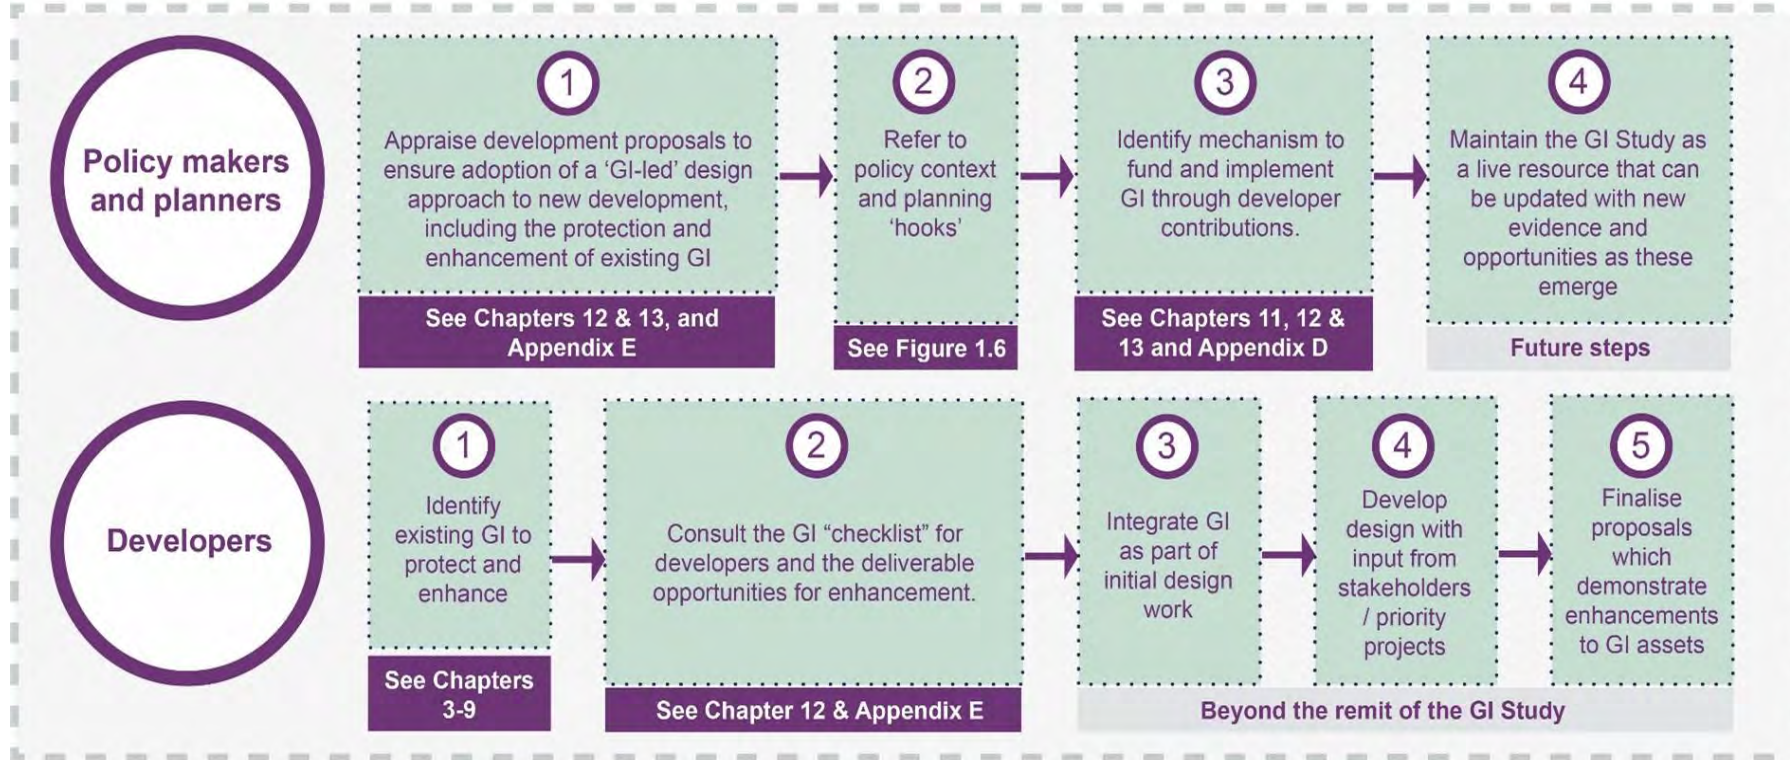 Policy makers
and planners
1
Appraise development proposals to
ensure adoption of a ‘GI-led’ design
approach to new development,
including the protection and
enhancement of existing GI
See Chapters 12 & 13, and
Appendix E
2
Refer to
policy context
and planning
‘hooks’
See Figure 1.6
3
Identify mechanism to
fund and implement
GI through developer
contributions.
See Chapters 11, 12 &
13 and Appendix D
4
Maintain the GI Study as
a live resource that can
be updated with new
evidence and
opportunities as these
emerge
Future steps
Developers
1
Identify
existing GI to
protect and
enhance
See Chapters
3-9
2
Consult the GI “checklist” for
developers and the deliverable
opportunities for enhancement.
See Chapter 12 & Appendix E
3
Integrate GI
as part of
initial design
work
4
Develop
design with
input from
stakeholders
/ priority
projects
5
Finalise
proposals
which
demonstrate
enhancements
to GI assets
Beyond the remit of the GI Study